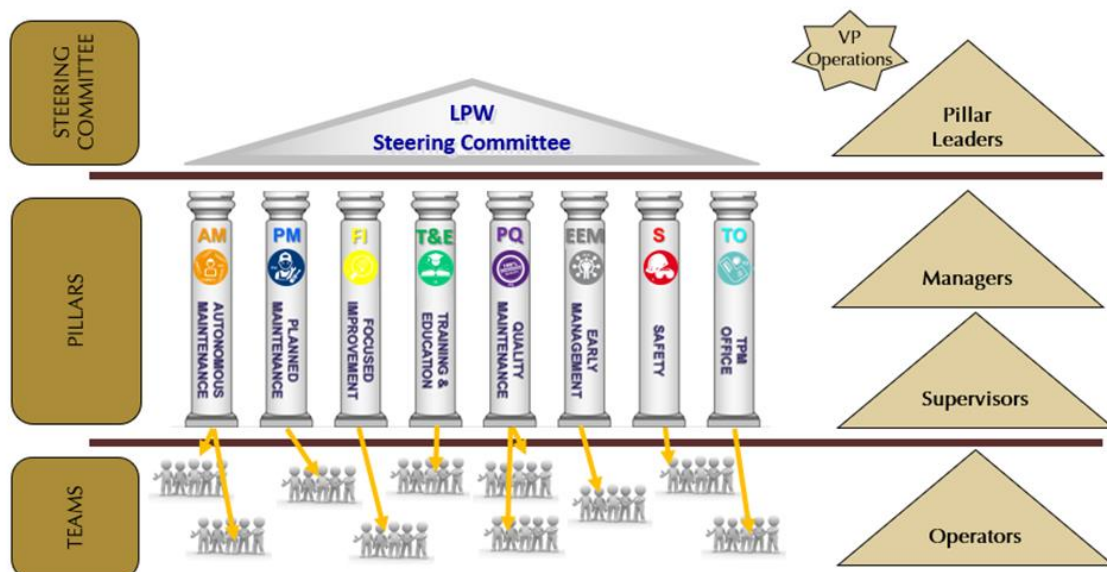 STEERING
COMMITTEE
VP
Operations
LPW
Steering Committee
Pillar
Leaders
PILLARS
AM
PM
FI
T&E
PQ
EEM
S
TO
AUTONOMOUS
MAINTENANCE
PLANNED
MAINTENANCE
FOCUSED
IMPROVEMENT
TRAINING &
EDUCATION
QUALITY
MAINTENANCE
EARLY
MANAGEMENT
SAFETY
TPM
OFFICE
Managers
Supervisors
TEAMS
Operators